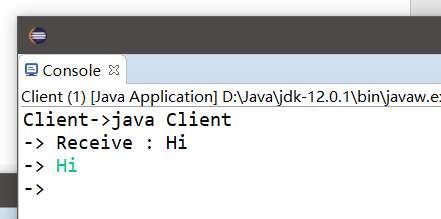 Console
Client (1) [Java Application] D:\Java\jdk-12.0.1\bin\javaw.ex
Client->java Client
-> Receive : Hi
-> Hi
->